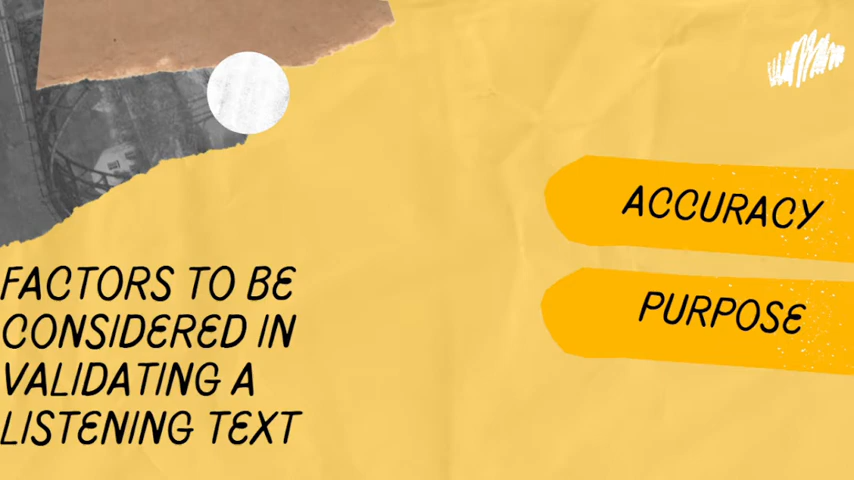 FACTORS TO BE
CONSIDERED IN
VALIDATING A
LISTENING TEXT
ACCURACY
PURPOSE